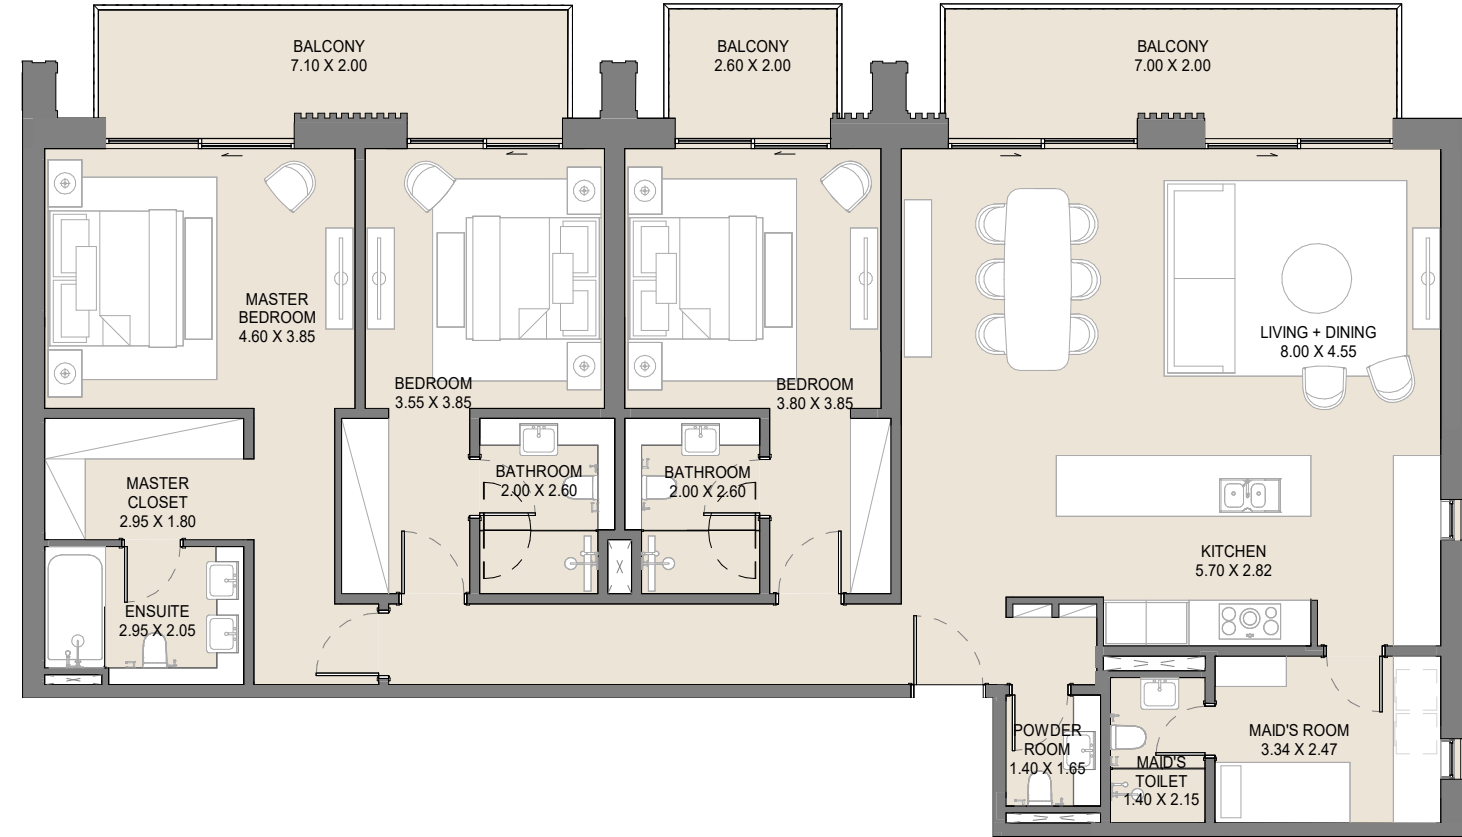 BALCONY
7.10 X 2.00
BALCONY
2.60 X 2.00
BALCONY
7.00 X 2.00
MASTER
BEDROOM
4.60 X 3.85
BEDROOM
3.55 X 3.85
BEDROOM
3.80 X 3.85
LIVING + DINING
8.00 X 4.55
MASTER
CLOSET
2.95 X 1.80
BATHROOM
2.00 X 2.60
BATHROOM
2.00 X 2.60
KITCHEN
5.70 X 2.82
ENSUITE
2.95 X 2.05
POWDER
ROOM
1.40 X 1.65
MAID'S
TOILET
1.40 X 2.15
MAID'S ROOM
3.34 X 2.47